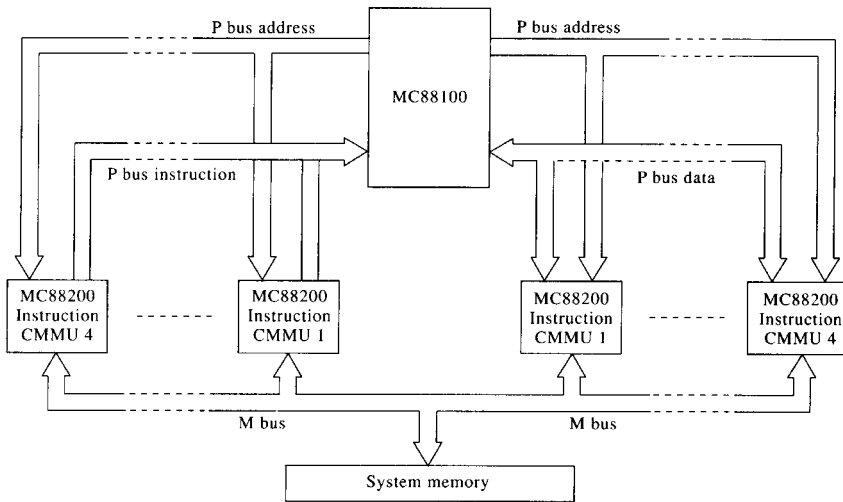 P bus address
P bus address
MC88100
P bus instruction
P bus data
MC88200
Instruction
CMMU 4
MC88200
Instruction
CMMU 1
MC88200
Instruction
CMMU 1
MC88200
Instruction
CMMU 4
M bus
M bus
System memory